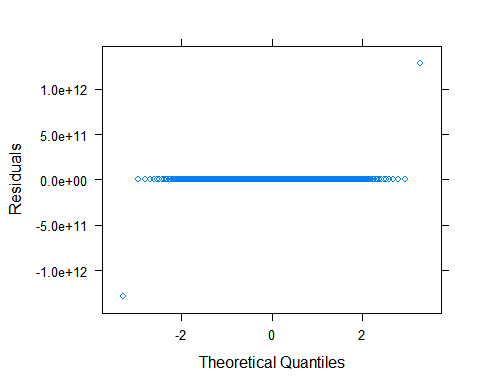 1.0e+12
5.0e+11
0.0e+00
-5.0e+11
-1.0e+12
Residuals
-2
0
2
Theoretical Quantiles